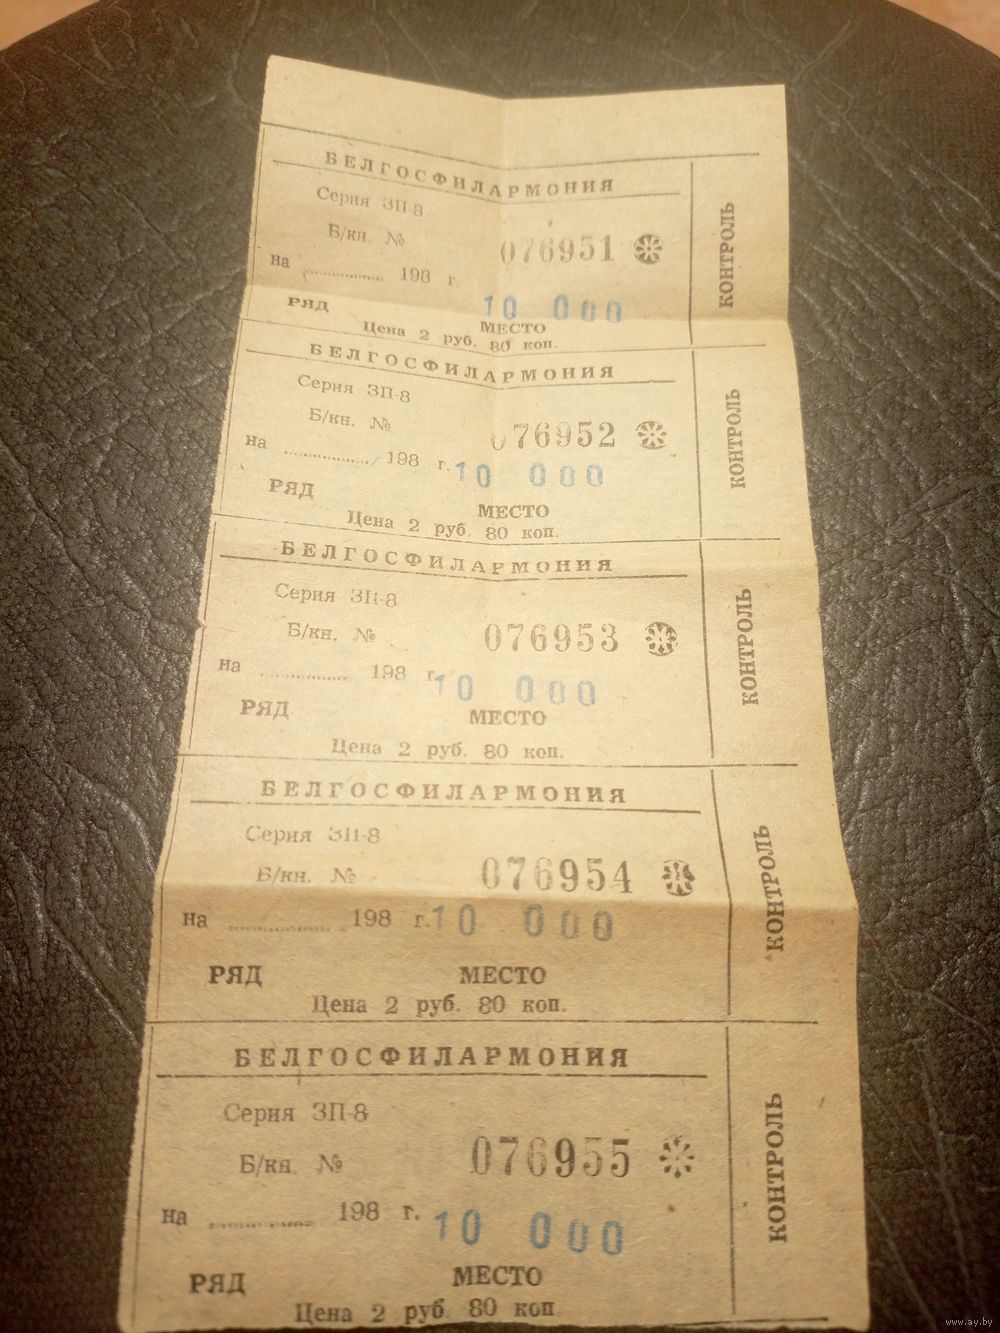 БЕЛГОСФИЛАРМОНИЯ
Серия ЗП-8
Б/кн. №
076951
на ............... 198 г.
10 000
РЯД
МЕСТО
Цена 2 руб. 80 коп.
КОНТРОЛЬ
БЕЛГОСФИЛАРМОНИЯ
Серия ЗП-8
Б/кн. №
076952
на ............... 198 г.
10 000
РЯД
МЕСТО
Цена 2 руб. 80 коп.
КОНТРОЛЬ
БЕЛГОСФИЛАРМОНИЯ
Серия ЗП-8
Б/кн. №
076953
на ............... 198 г.
10 000
РЯД
МЕСТО
Цена 2 руб. 80 коп.
КОНТРОЛЬ
БЕЛГОСФИЛАРМОНИЯ
Серия ЗП-8
Б/кн. №
076954
на ............... 198 г.
10 000
РЯД
МЕСТО
Цена 2 руб. 80 коп.
КОНТРОЛЬ
БЕЛГОСФИЛАРМОНИЯ
Серия ЗП-8
Б/кн. №
076955
на ............... 198 г.
10 000
РЯД
МЕСТО
Цена 2 руб. 80 коп
КОНТРОЛЬ
www.ay.by